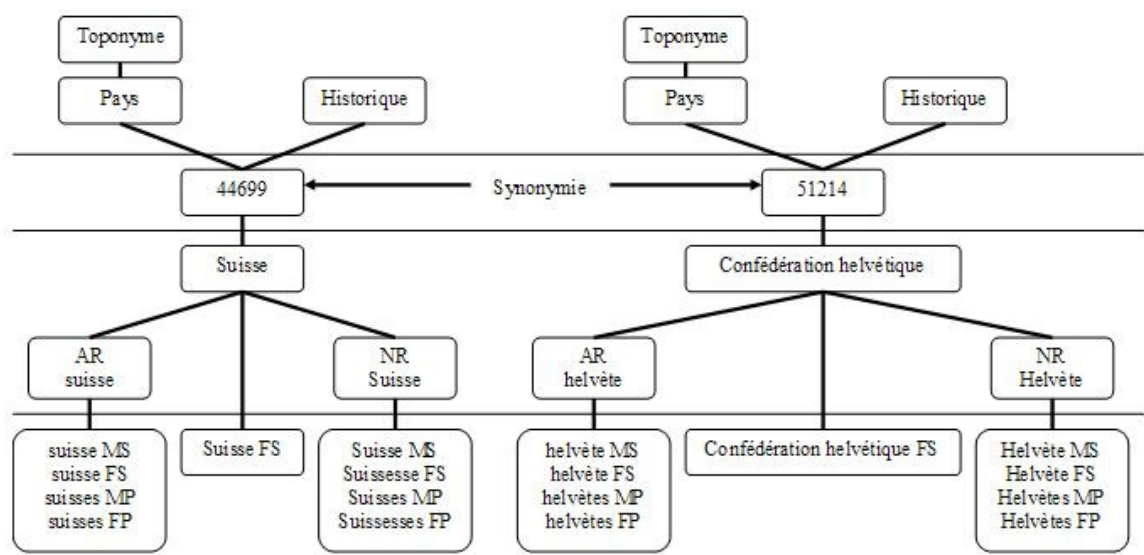 Toponyme
Toponyme
Pays
Historique
Pays
Historique
44699
Synonymie
51214
Suisse
Confédération helvétique
AR
suisse
NR
Suisse
AR
helvète
NR
Helvète
suisse MS
suisse FS
suisses MP
suisses FP
Suisse FS
Suisse MS
Suissesse FS
Suisses MP
Suissesses FP
helvète MS
helvète FS
helvètes MP
helvètes FP
Confédération helvétique FS
Helvète MS
Helvète FS
Helvètes MP
Helvètes FP